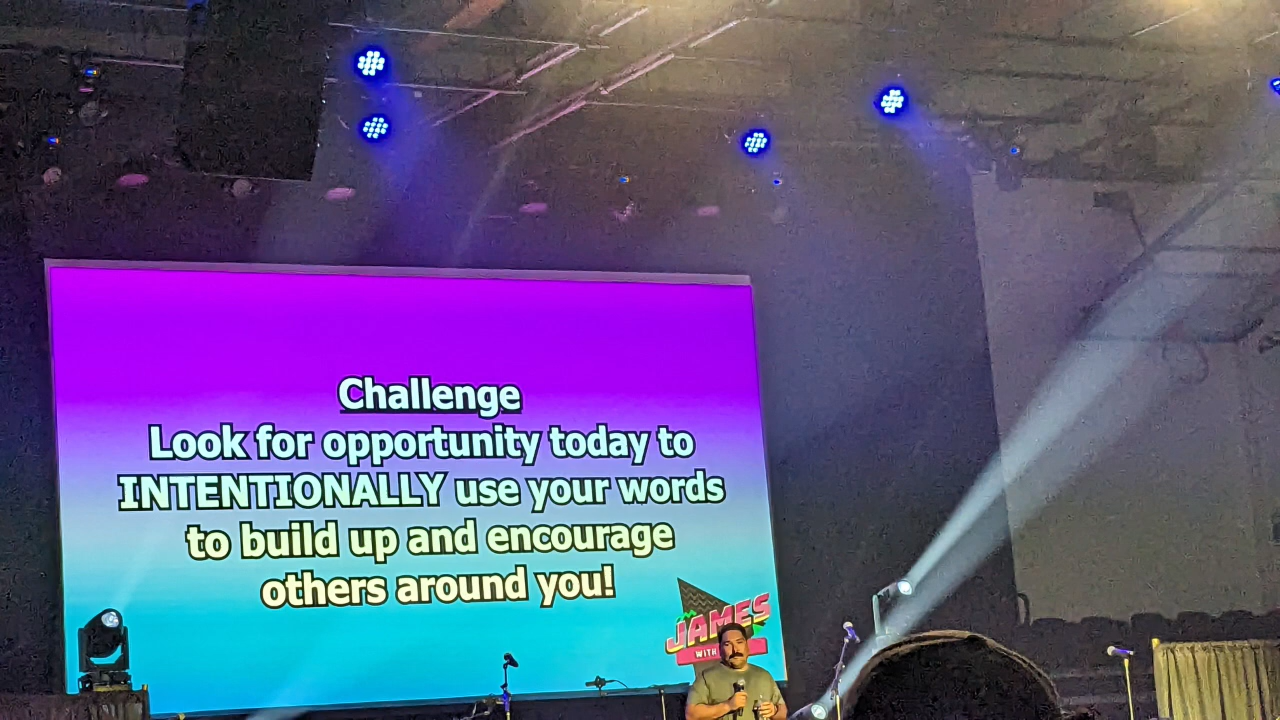 Challenge
Look for opportunity today to
INTENTIONALLY use your words
to build up and encourage
others around you!
JAMES
WITH